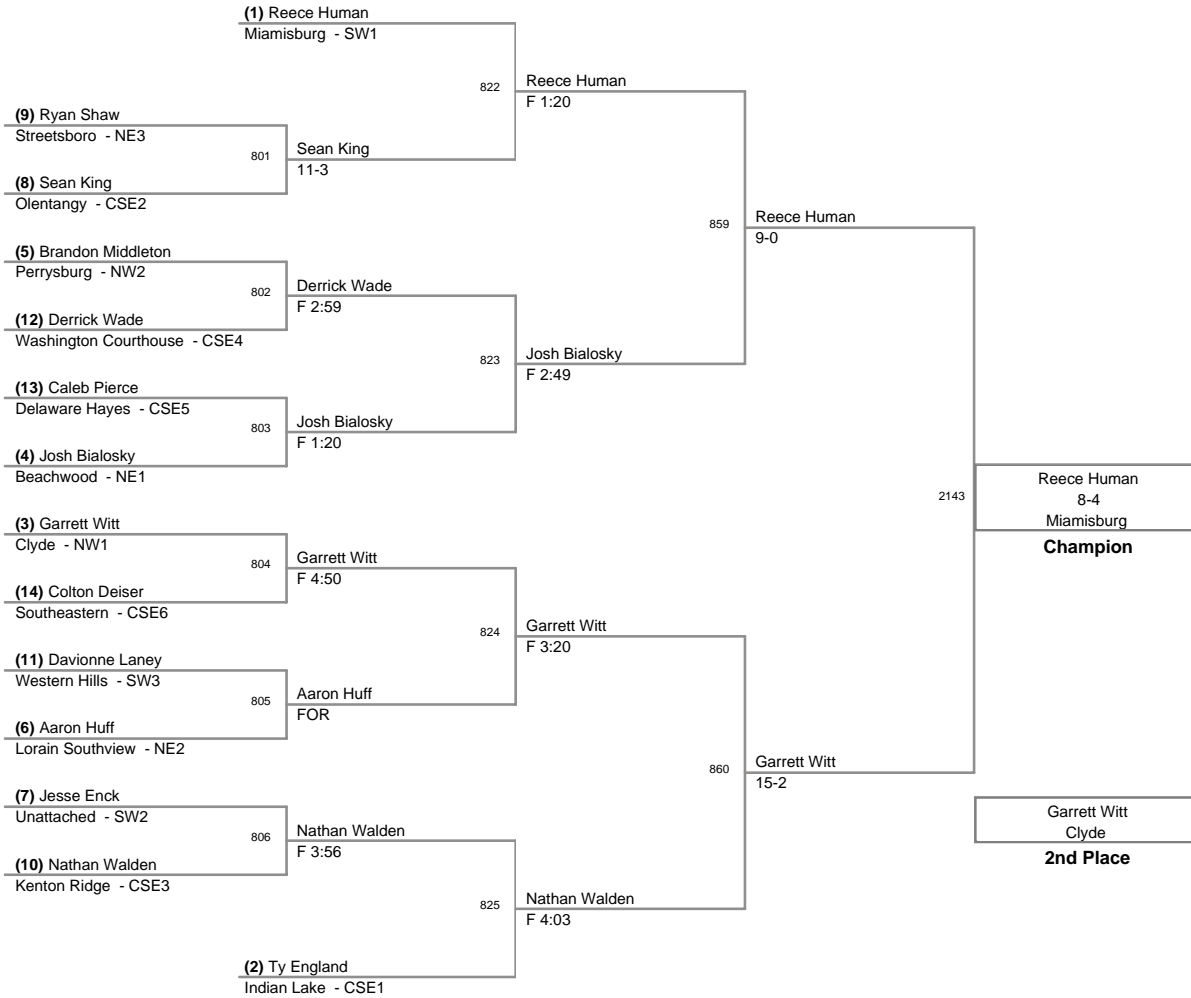 (1) Reece Human
Miamisburg - SW1
822
Reece Human
F 1:20
(9) Ryan Shaw
Streetsboro - NE3
801
Sean King
11-3
(8) Sean King
Olentangy - CSE2
859
Reece Human
9-0
(5) Brandon Middleton
Perrysburg - NW2
802
Derrick Wade
F 2:59
(12) Derrick Wade
Washington Courthouse - CSE4
823
Josh Bialosky
F 2:49
(13) Caleb Pierce
Delaware Hayes - CSE5
803
Josh Bialosky
F 1:20
(4) Josh Bialosky
Beachwood - NE1
2143
Reece Human
8-4
Miamisburg
Champion
(3) Garrett Witt
Clyde - NW1
804
Garrett Witt
F 4:50
(14) Colton Deiser
Southeastern - CSE6
824
Garrett Witt
F 3:20
(11) Davionne Laney
Western Hills - SW3
805
Aaron Huff
FOR
(6) Aaron Huff
Lorain Southview - NE2
860
Garrett Witt
15-2
(7) Jesse Enck
Unattached - SW2
806
Nathan Walden
F 3:56
(10) Nathan Walden
Kenton Ridge - CSE3
Garrett Witt
Clyde
2nd Place
825
Nathan Walden
F 4:03
(2) Ty England
Indian Lake - CSE1